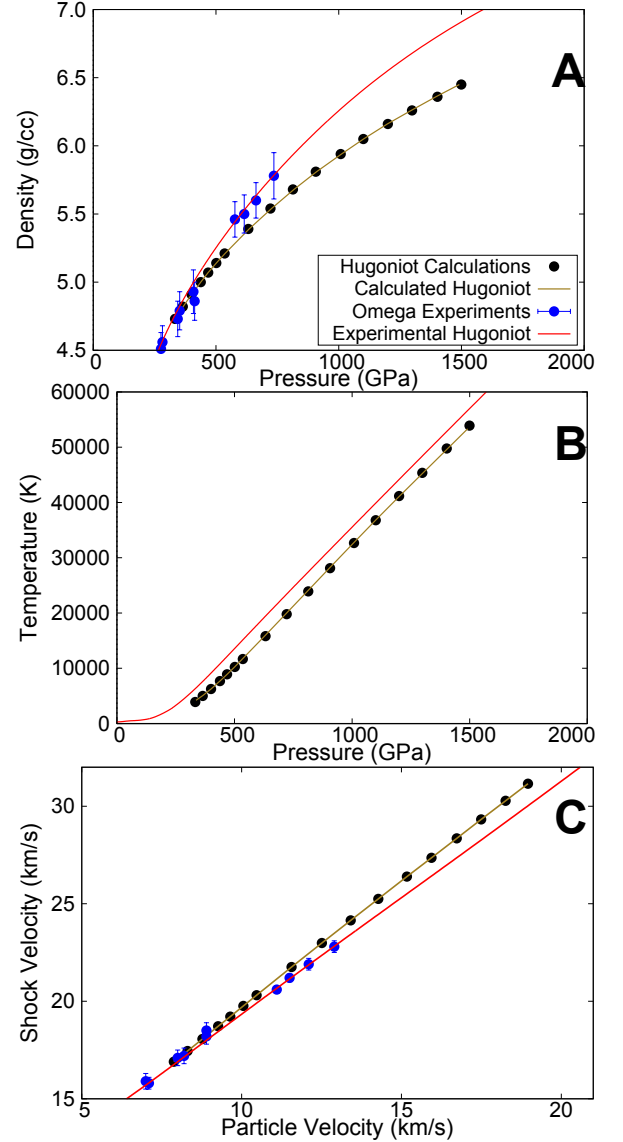 7.0
6.5
6.0
5.5
5.0
4.5
Density (g/cc)
A
Hugoniot Calculations
Calculated Hugoniot
Omega Experiments
Experimental Hugoniot
0 500 1000 1500 2000
Pressure (GPa)
60000
50000
40000
30000
20000
10000
0
Temperature (K)
B
0 500 1000 1500 2000
Pressure (GPa)
30
25
20
15
Shock Velocity (km/s)
C
5 10 15 20
Particle Velocity (km/s)